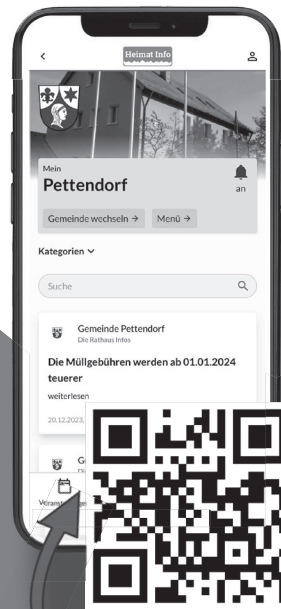 Heimat Info
Mein
Pettendorf
an
Gemeinde wechseln →
Menü →
Kategorien
Suche
Gemeinde Pettendorf
Die Rathaus Infos
Die Müllgebühren werden ab 01.01.2024
teuerer
weiterlesen
20.12.2023,